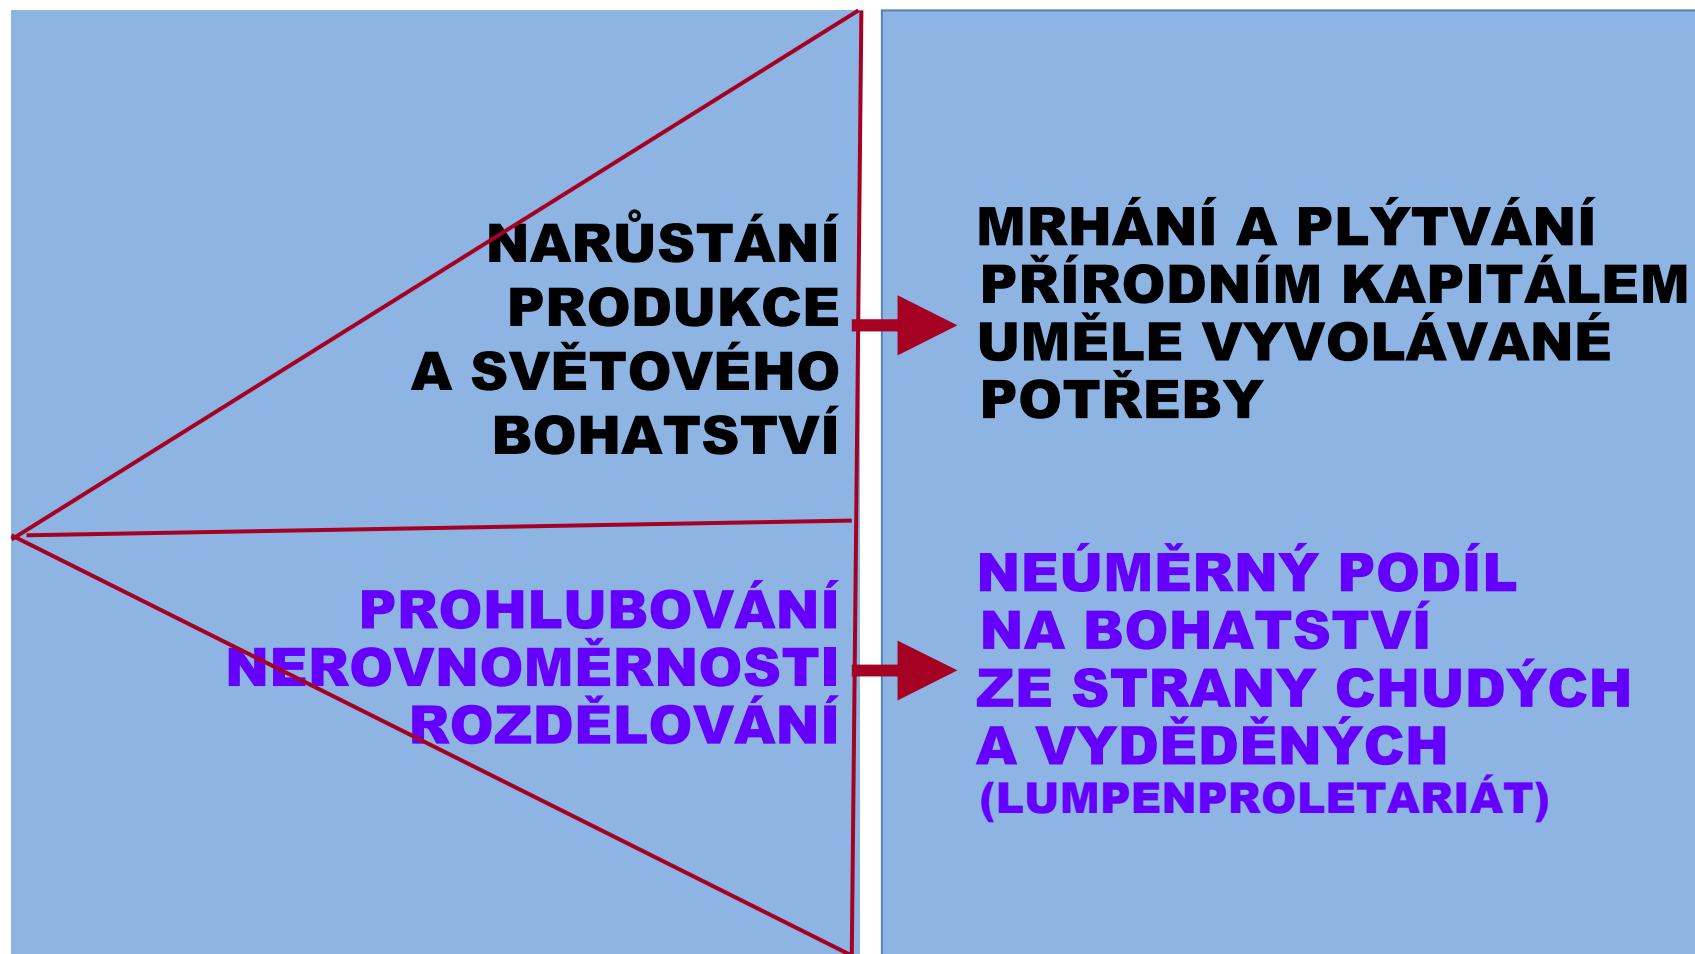 NARŮSTÁNÍ
PRODUKCE
A SVĚTOVÉHO
BOHATSTVÍ
MRHÁNÍ A PLÝTVÁNÍ
PŘÍRODNÍM KAPITÁLEM
UMĚLE VYVOLÁVANÉ
POTŘEBY
PROHLUBOVÁNÍ
NEROVNOMĚRNOSTI
ROZDĚLOVÁNÍ
NEÚMĚRNÝ PODÍL
NA BOHATSTVÍ
ZE STRANY CHUDÝCH
A VYDĚDĚNÝCH
(LUMPENPROLETARIÁT)